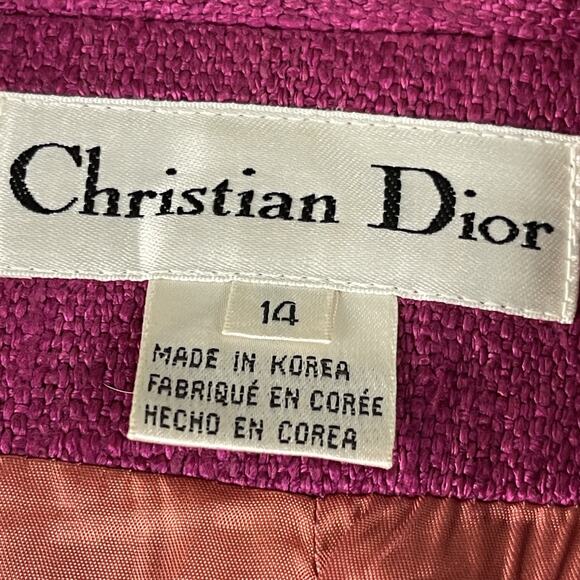 Christian Dior
14
MADE IN KOREA
FABRIQUÉ EN CORÉE
HECHO EN COREA